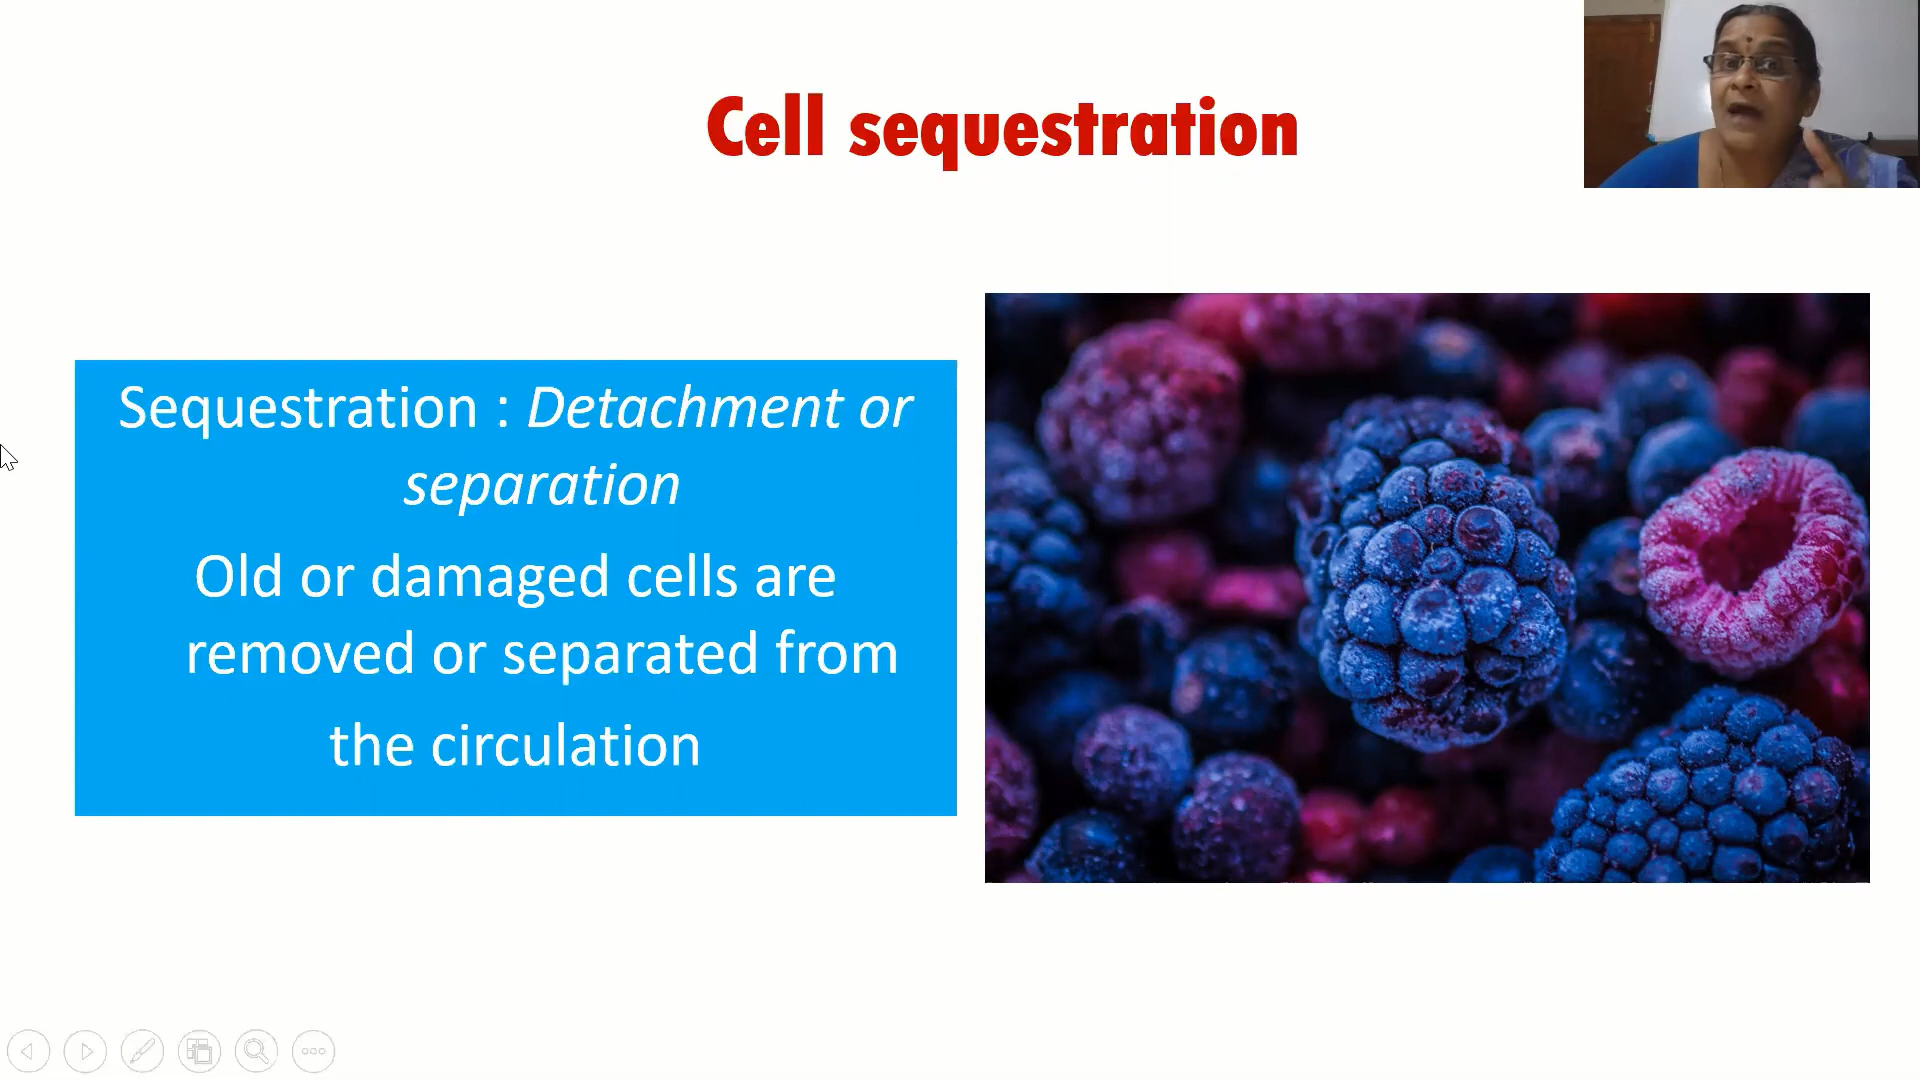 Cell sequestration
Sequestration : Detachment or
separation
Old or damaged cells are
removed or separated from
the circulation